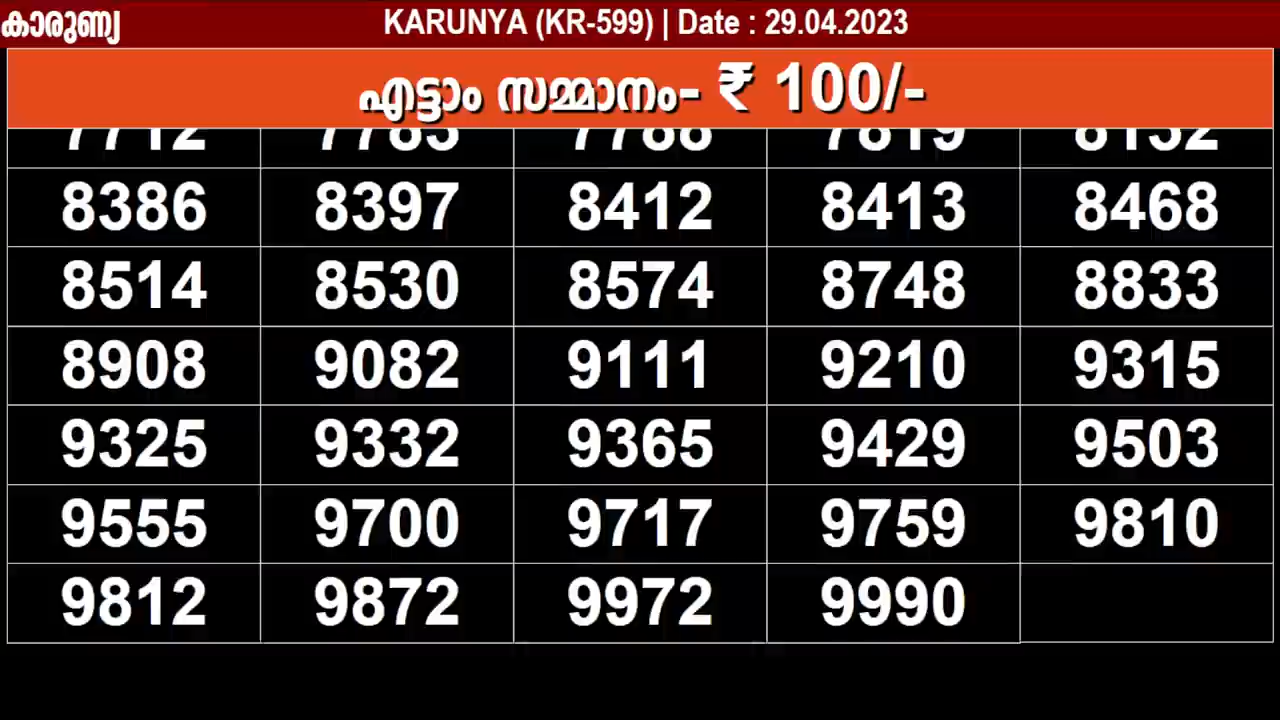 കാരുണ്യ KARUNYA (KR-599) | Date : 29.04.2023
എട്ടാം സമ്മാനം- ₹ 100/-
7712 7785 7788 7819 8132
8386 8397 8412 8413 8468
8514 8530 8574 8748 8833
8908 9082 9111 9210 9315
9325 9332 9365 9429 9503
9555 9700 9717 9759 9810
9812 9872 9972 9990